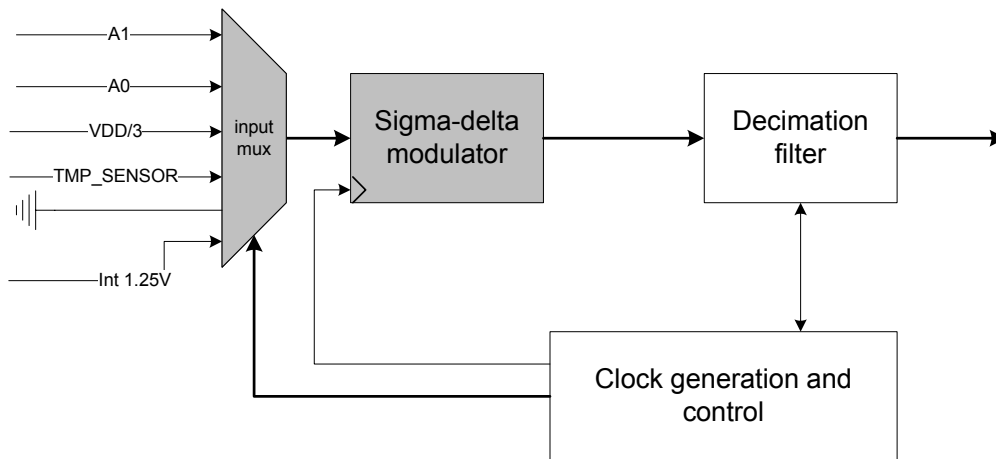 A1
A0
VDD/3
TMP_SENSOR
Int 1.25V
input
mux
Sigma-delta
modulator
Decimation
filter
Clock generation and
control